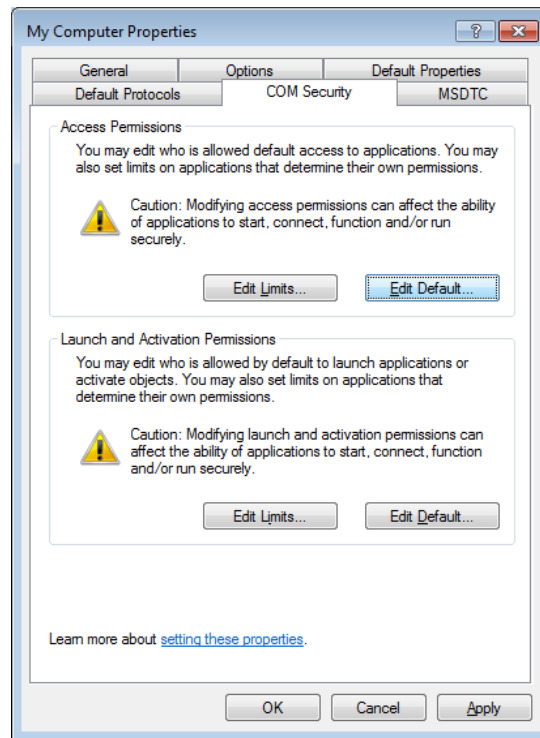 My Computer Properties
General Options Default Properties
Default Protocols COM Security MSDTC
Access Permissions
You may edit who is allowed default access to applications. You may
also set limits on applications that determine their own permissions.
Caution: Modifying access permissions can affect the ability
of applications to start, connect, function and/or run
securely.
Edit Limits... Edit Default...
Launch and Activation Permissions
You may edit who is allowed by default to launch applications or
activate objects. You may also set limits on applications that
determine their own permissions.
Caution: Modifying launch and activation permissions can
affect the ability of applications to start, connect, function
and/or run securely.
Edit Limits... Edit Default...
Learn more about setting these properties.
OK Cancel Apply